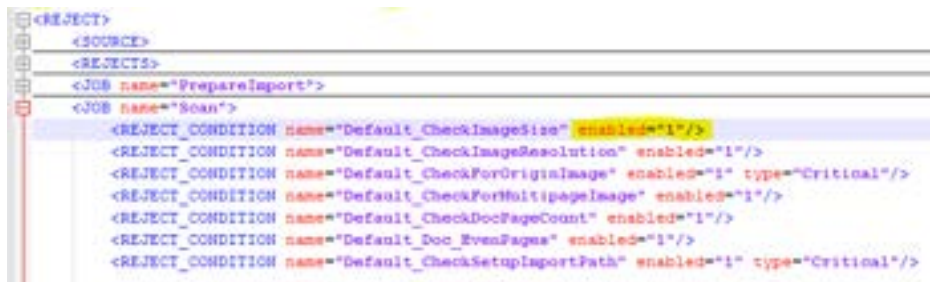 <REJECT>
<SOURCE>
<REJECTS>
<JOB name="PrepareImport">
<JOB name="Scan">
<REJECT_CONDITION name="Default_CheckImageSize" enabled="1"/>
<REJECT_CONDITION name="Default_CheckImageResolution" enabled="1"/>
<REJECT_CONDITION name="Default_CheckForOriginImage" enabled="1" type="Critical"/>
<REJECT_CONDITION name="Default_CheckForMultipageImage" enabled="1"/>
<REJECT_CONDITION name="Default_CheckDocPageCount" enabled="1"/>
<REJECT_CONDITION name="Default_Doc_EvenPages" enabled="1"/>
<REJECT_CONDITION name="Default_CheckSetupImportPath" enabled="1" type="Critical"/>